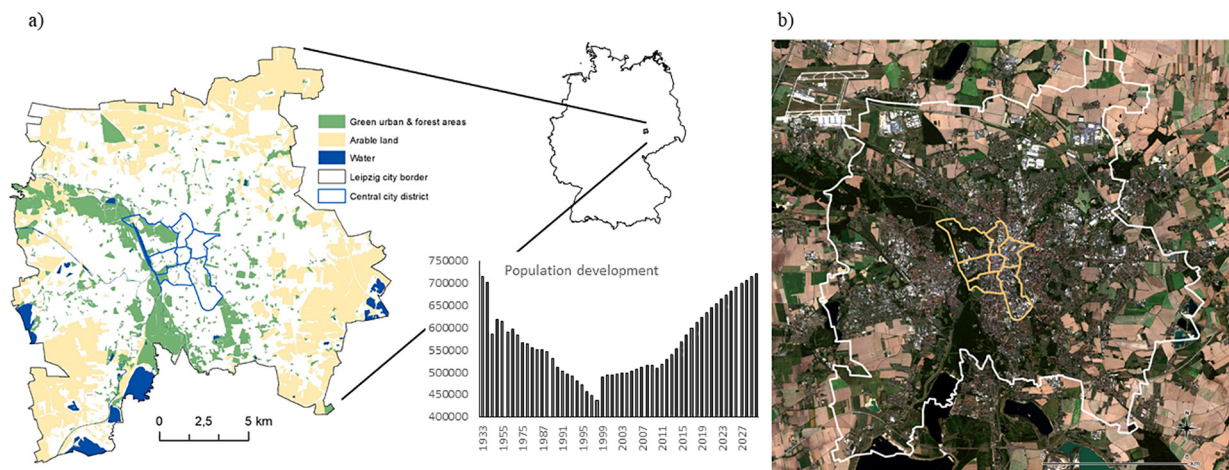 a)
Green urban & forest areas
Arable land
Water
Leipzig city border
Central city district
0 2,5 5 km
Population development
750000
700000
650000
600000
550000
500000
450000
400000
1933
1955
1975
1987
1991
1995
1999
2003
2007
2011
2015
2019
2023
2027
b)
km